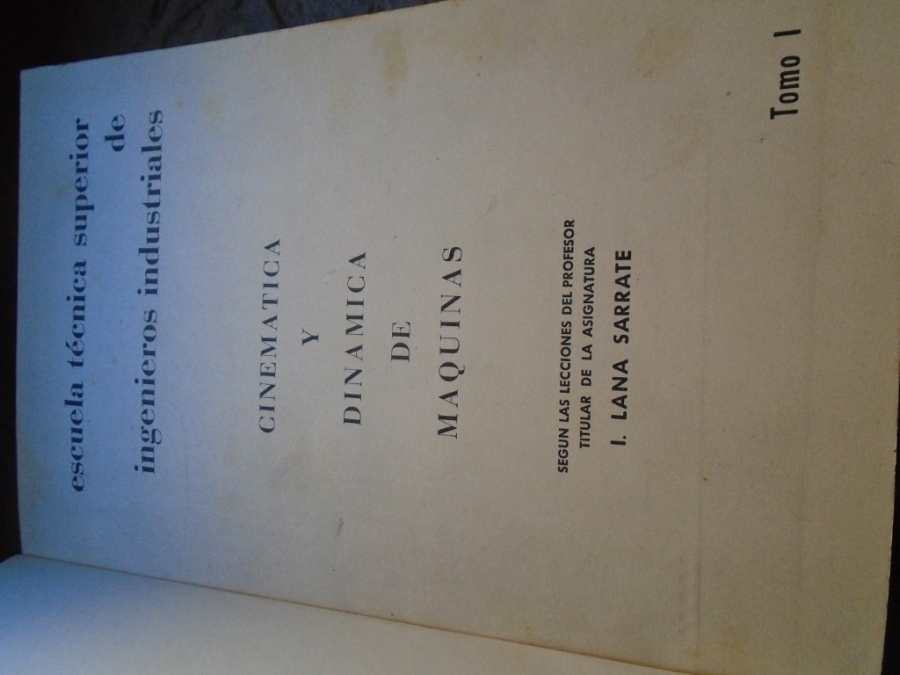 escuela técnica superior
de
ingenieros industriales
CINEMATICA
Y
DINAMICA
DE
MAQUINAS
SEGUN LAS LECCIONES DEL PROFESOR
TITULAR DE LA ASIGNATURA
I. LANA SARRATE
Tomo I